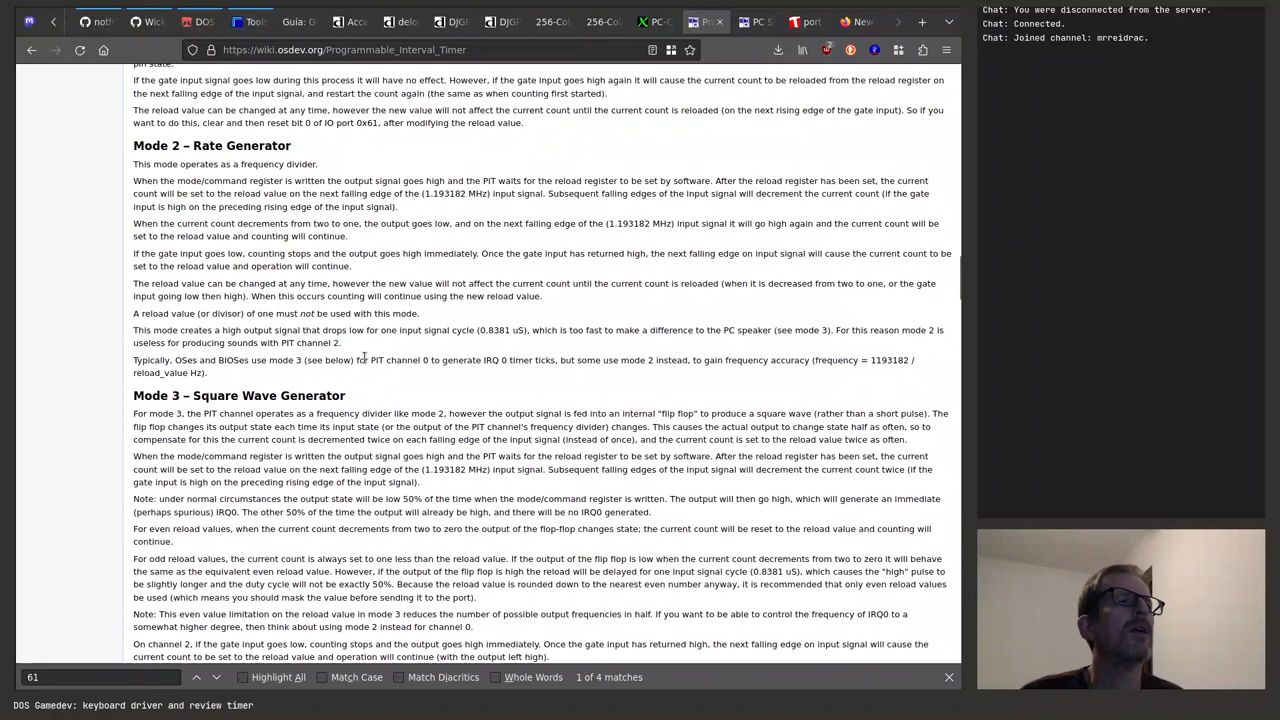 noth
Wick
DOS
Tools
Guía: G
Acce
delo
DJGP
DJGP
256-Col
256-Col
PC-G
Pro
PC S
port
New
Chat: You were disconnected from the server.
Chat: Connected.
Chat: Joined channel: mrreidrac.
https://wiki.osdev.org/Programmable_Interval_Timer
pin state.
If the gate input signal goes low during this process it will have no effect. However, if the gate input goes high again it will cause the current count to be reloaded from the reload register on
the next falling edge of the input signal, and restart the count again (the same as when counting first started).
The reload value can be changed at any time, however the new value will not affect the current count until the current count is reloaded (on the next rising edge of the gate input). So if you
want to do this, clear and then reset bit 0 of IO port 0x61, after modifying the reload value.
Mode 2 – Rate Generator
This mode operates as a frequency divider.
When the mode/command register is written the output signal goes high and the PIT waits for the reload register to be set by software. After the reload register has been set, the current
count will be set to the reload value on the next falling edge of the (1.193182 MHz) input signal. Subsequent falling edges of the input signal will decrement the current count (if the gate
input is high on the preceding rising edge of the input signal).
When the current count decrements from two to one, the output goes low, and on the next falling edge of the (1.193182 MHz) input signal it will go high again and the current count will be
set to the reload value and counting will continue.
If the gate input goes low, counting stops and the output goes high immediately. Once the gate input has returned high, the next falling edge on input signal will cause the current count to be
set to the reload value and operation will continue.
The reload value can be changed at any time, however the new value will not affect the current count until the current count is reloaded (when it is decreased from two to one, or the gate
input going low then high). When this occurs counting will continue using the new reload value.
A reload value (or divisor) of one must not be used with this mode.
This mode creates a high output signal that drops low for one input signal cycle (0.8381 uS), which is too fast to make a difference to the PC speaker (see mode 3). For this reason mode 2 is
useless for producing sounds with PIT channel 2.
Typically, OSes and BIOSes use mode 3 (see below) for PIT channel 0 to generate IRQ 0 timer ticks, but some use mode 2 instead, to gain frequency accuracy (frequency = 1193182 /
reload_value Hz).
Mode 3 – Square Wave Generator
For mode 3, the PIT channel operates as a frequency divider like mode 2, however the output signal is fed into an internal "flip flop" to produce a square wave (rather than a short pulse). The
flip flop changes its output state each time its input state (or the output of the PIT channel's frequency divider) changes. This causes the actual output to change state half as often, so to
compensate for this the current count is decremented twice on each falling edge of the input signal (instead of once), and the current count is set to the reload value twice as often.
When the mode/command register is written the output signal goes high and the PIT waits for the reload register to be set by software. After the reload register has been set, the current
count will be set to the reload value on the next falling edge of the (1.193182 MHz) input signal. Subsequent falling edges of the input signal will decrement the current count twice (if the
gate input is high on the preceding rising edge of the input signal).
Note: under normal circumstances the output state will be low 50% of the time when the mode/command register is written. The output will then go high, which will generate an immediate
(perhaps spurious) IRQ0. The other 50% of the time the output will already be high, and there will be no IRQ0 generated.
For even reload values, when the current count decrements from two to zero the output of the flop-flop changes state; the current count will be reset to the reload value and counting will
continue.
For odd reload values, the current count is always set to one less than the reload value. If the output of the flip flop is low when the current count decrements from two to zero it will behave
the same as the equivalent even reload value. However, if the output of the flip flop is high the reload will be delayed for one input signal cycle (0.8381 uS), which causes the "high" pulse to
be slightly longer and the duty cycle will not be exactly 50%. Because the reload value is rounded down to the nearest even number anyway, it is recommended that only even reload values
be used (which means you should mask the value before sending it to the port).
Note: This even value limitation on the reload value in mode 3 reduces the number of possible output frequencies in half. If you want to be able to control the frequency of IRQ0 to a
somewhat higher degree, then think about using mode 2 instead for channel 0.
On channel 2, if the gate input goes low, counting stops and the output goes high immediately. Once the gate input has returned high, the next falling edge on input signal will cause the
current count to be set to the reload value and operation will continue (with the output left high).
61
Highlight All
Match Case
Match Diacritics
Whole Words
1 of 4 matches
DOS Gamedev: keyboard driver and review timer